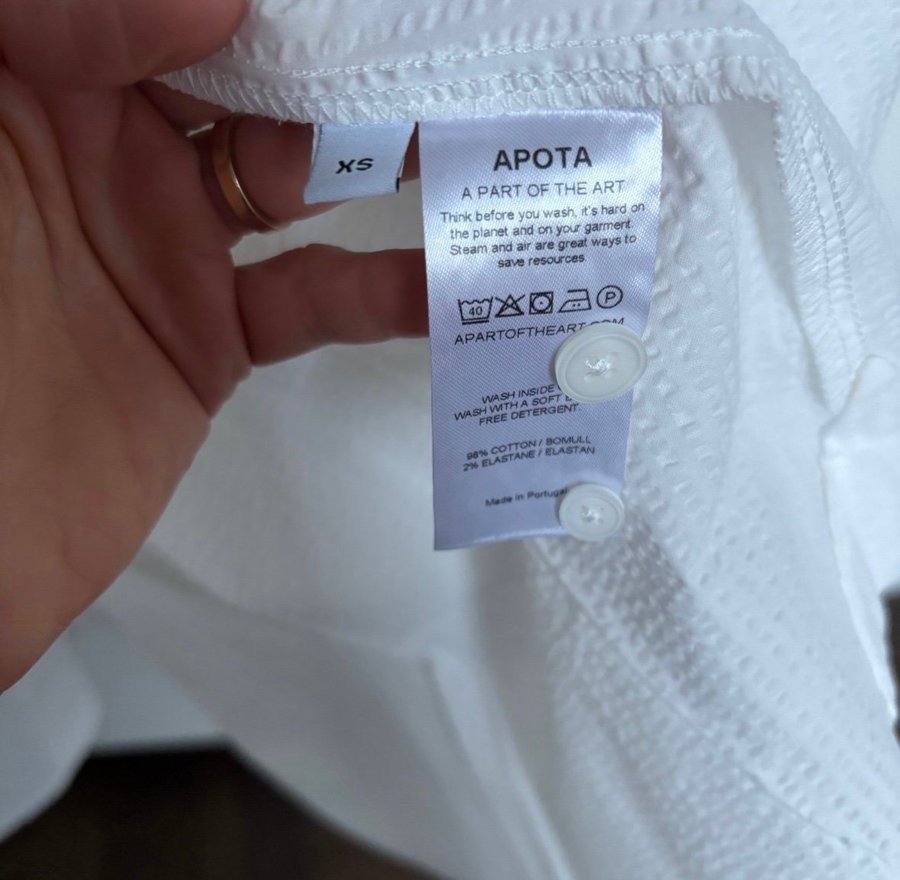 XS
APOTA
A PART OF THE ART
Think before you wash, it's hard on
the planet and on your garment.
Steam and air are great ways to
save resources.
40
P
APARTOFTHEART.COM
WASH INSIDE
WASH WITH A SOFT
FREE DETERGENT.
98% COTTON / BOMULL
2% ELASTANE / ELASTAN
Made in Portugal